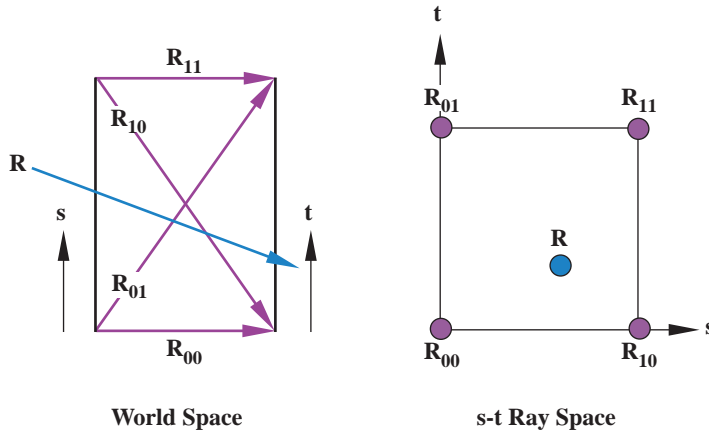 R11
R10
R
s
t
R01
R00
World Space
t
R01
R11
R
s
R00
R10
s-t Ray Space